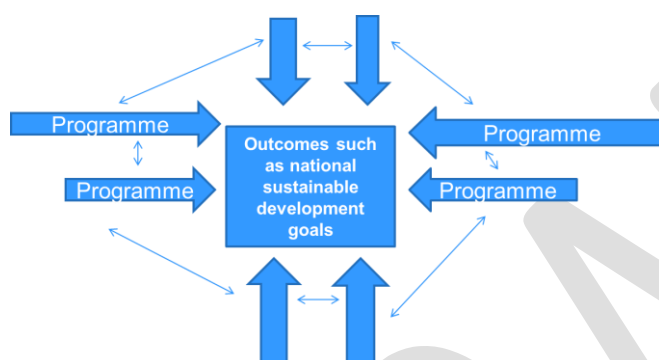 Programme
Programme
Outcomes such
as national
sustainable
development
goals
Programme
Programme